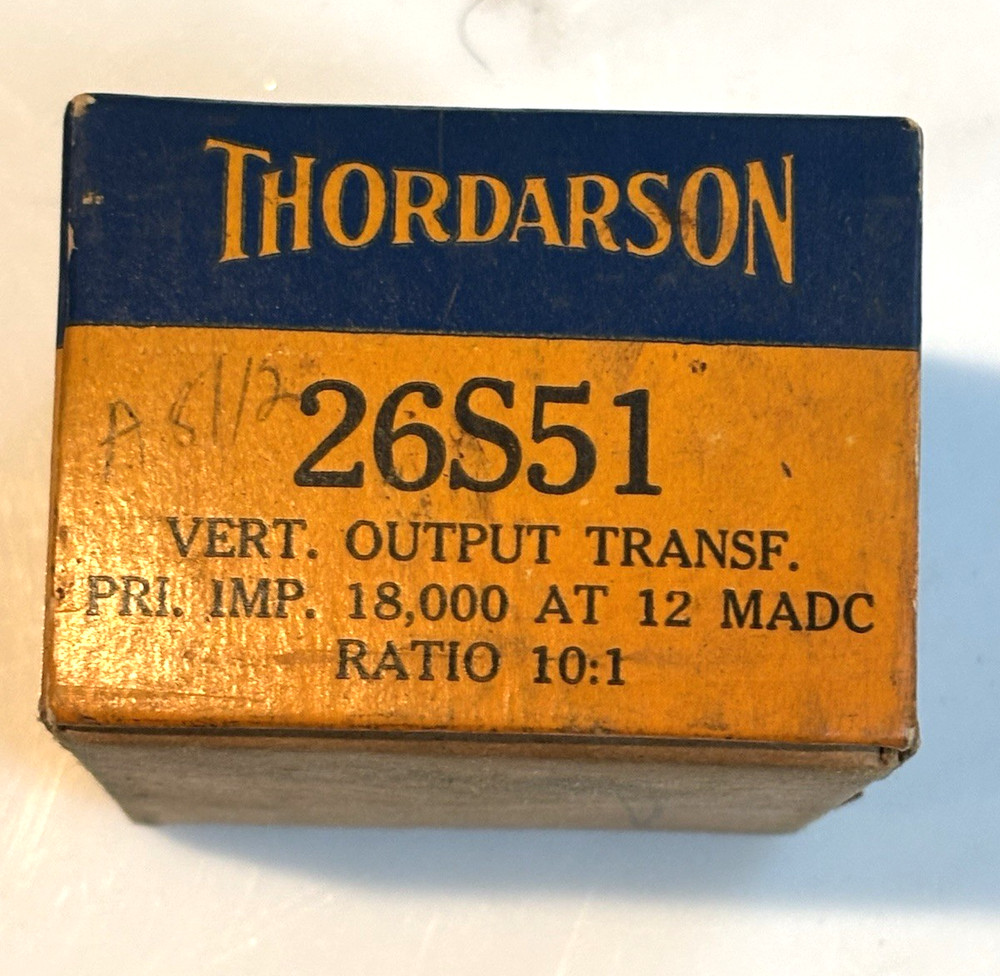 THORDARSON
26S51
VERT. OUTPUT TRANSF.
PRI. IMP. 18,000 AT 12 MADC
RATIO 10:1